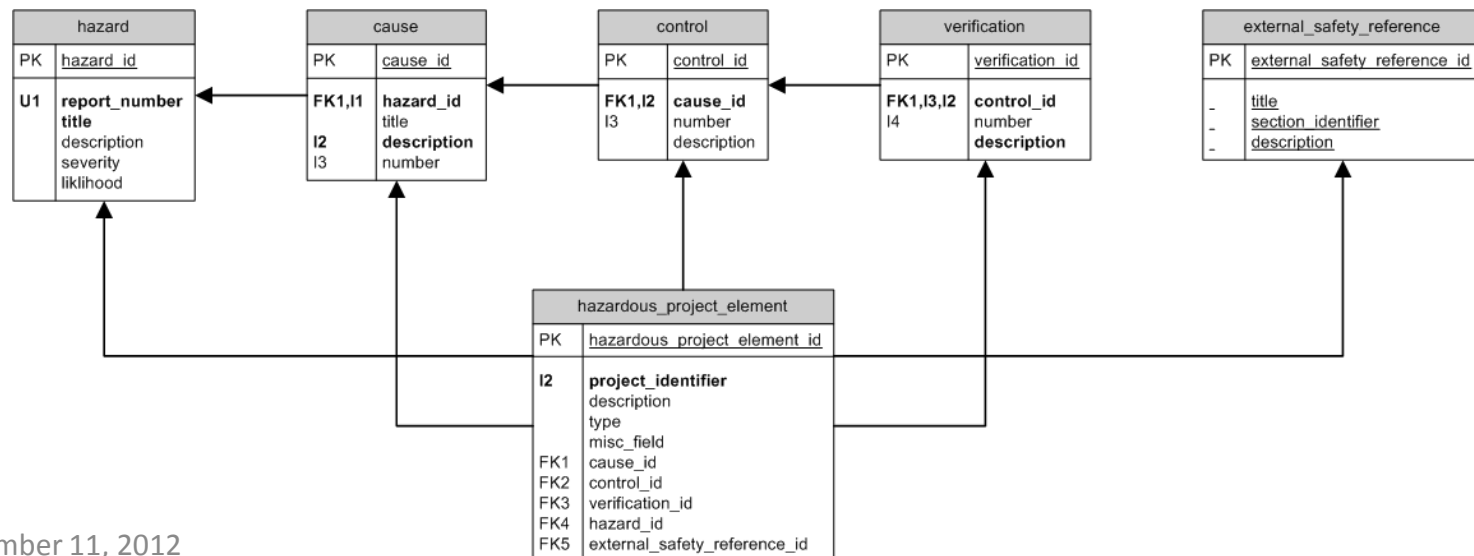 hazard
PK hazard_id
U1 report_number
title
description
severity
liklihood
cause
PK cause_id
FK1,I1 hazard_id
title
I2 description
I3 number
control
PK control_id
FK1,I2 cause_id
I3 number
description
verification
PK verification_id
FK1,I3,I2 control_id
I4 number
description
external_safety_reference
PK external_safety_reference_id
_ title
_ section_identifier
_ description
hazardous_project_element
PK hazardous_project_element_id
I2 project_identifier
description
type
misc_field
FK1 cause_id
FK2 control_id
FK3 verification_id
FK4 hazard_id
FK5 external_safety_reference_id
mber 11, 2012